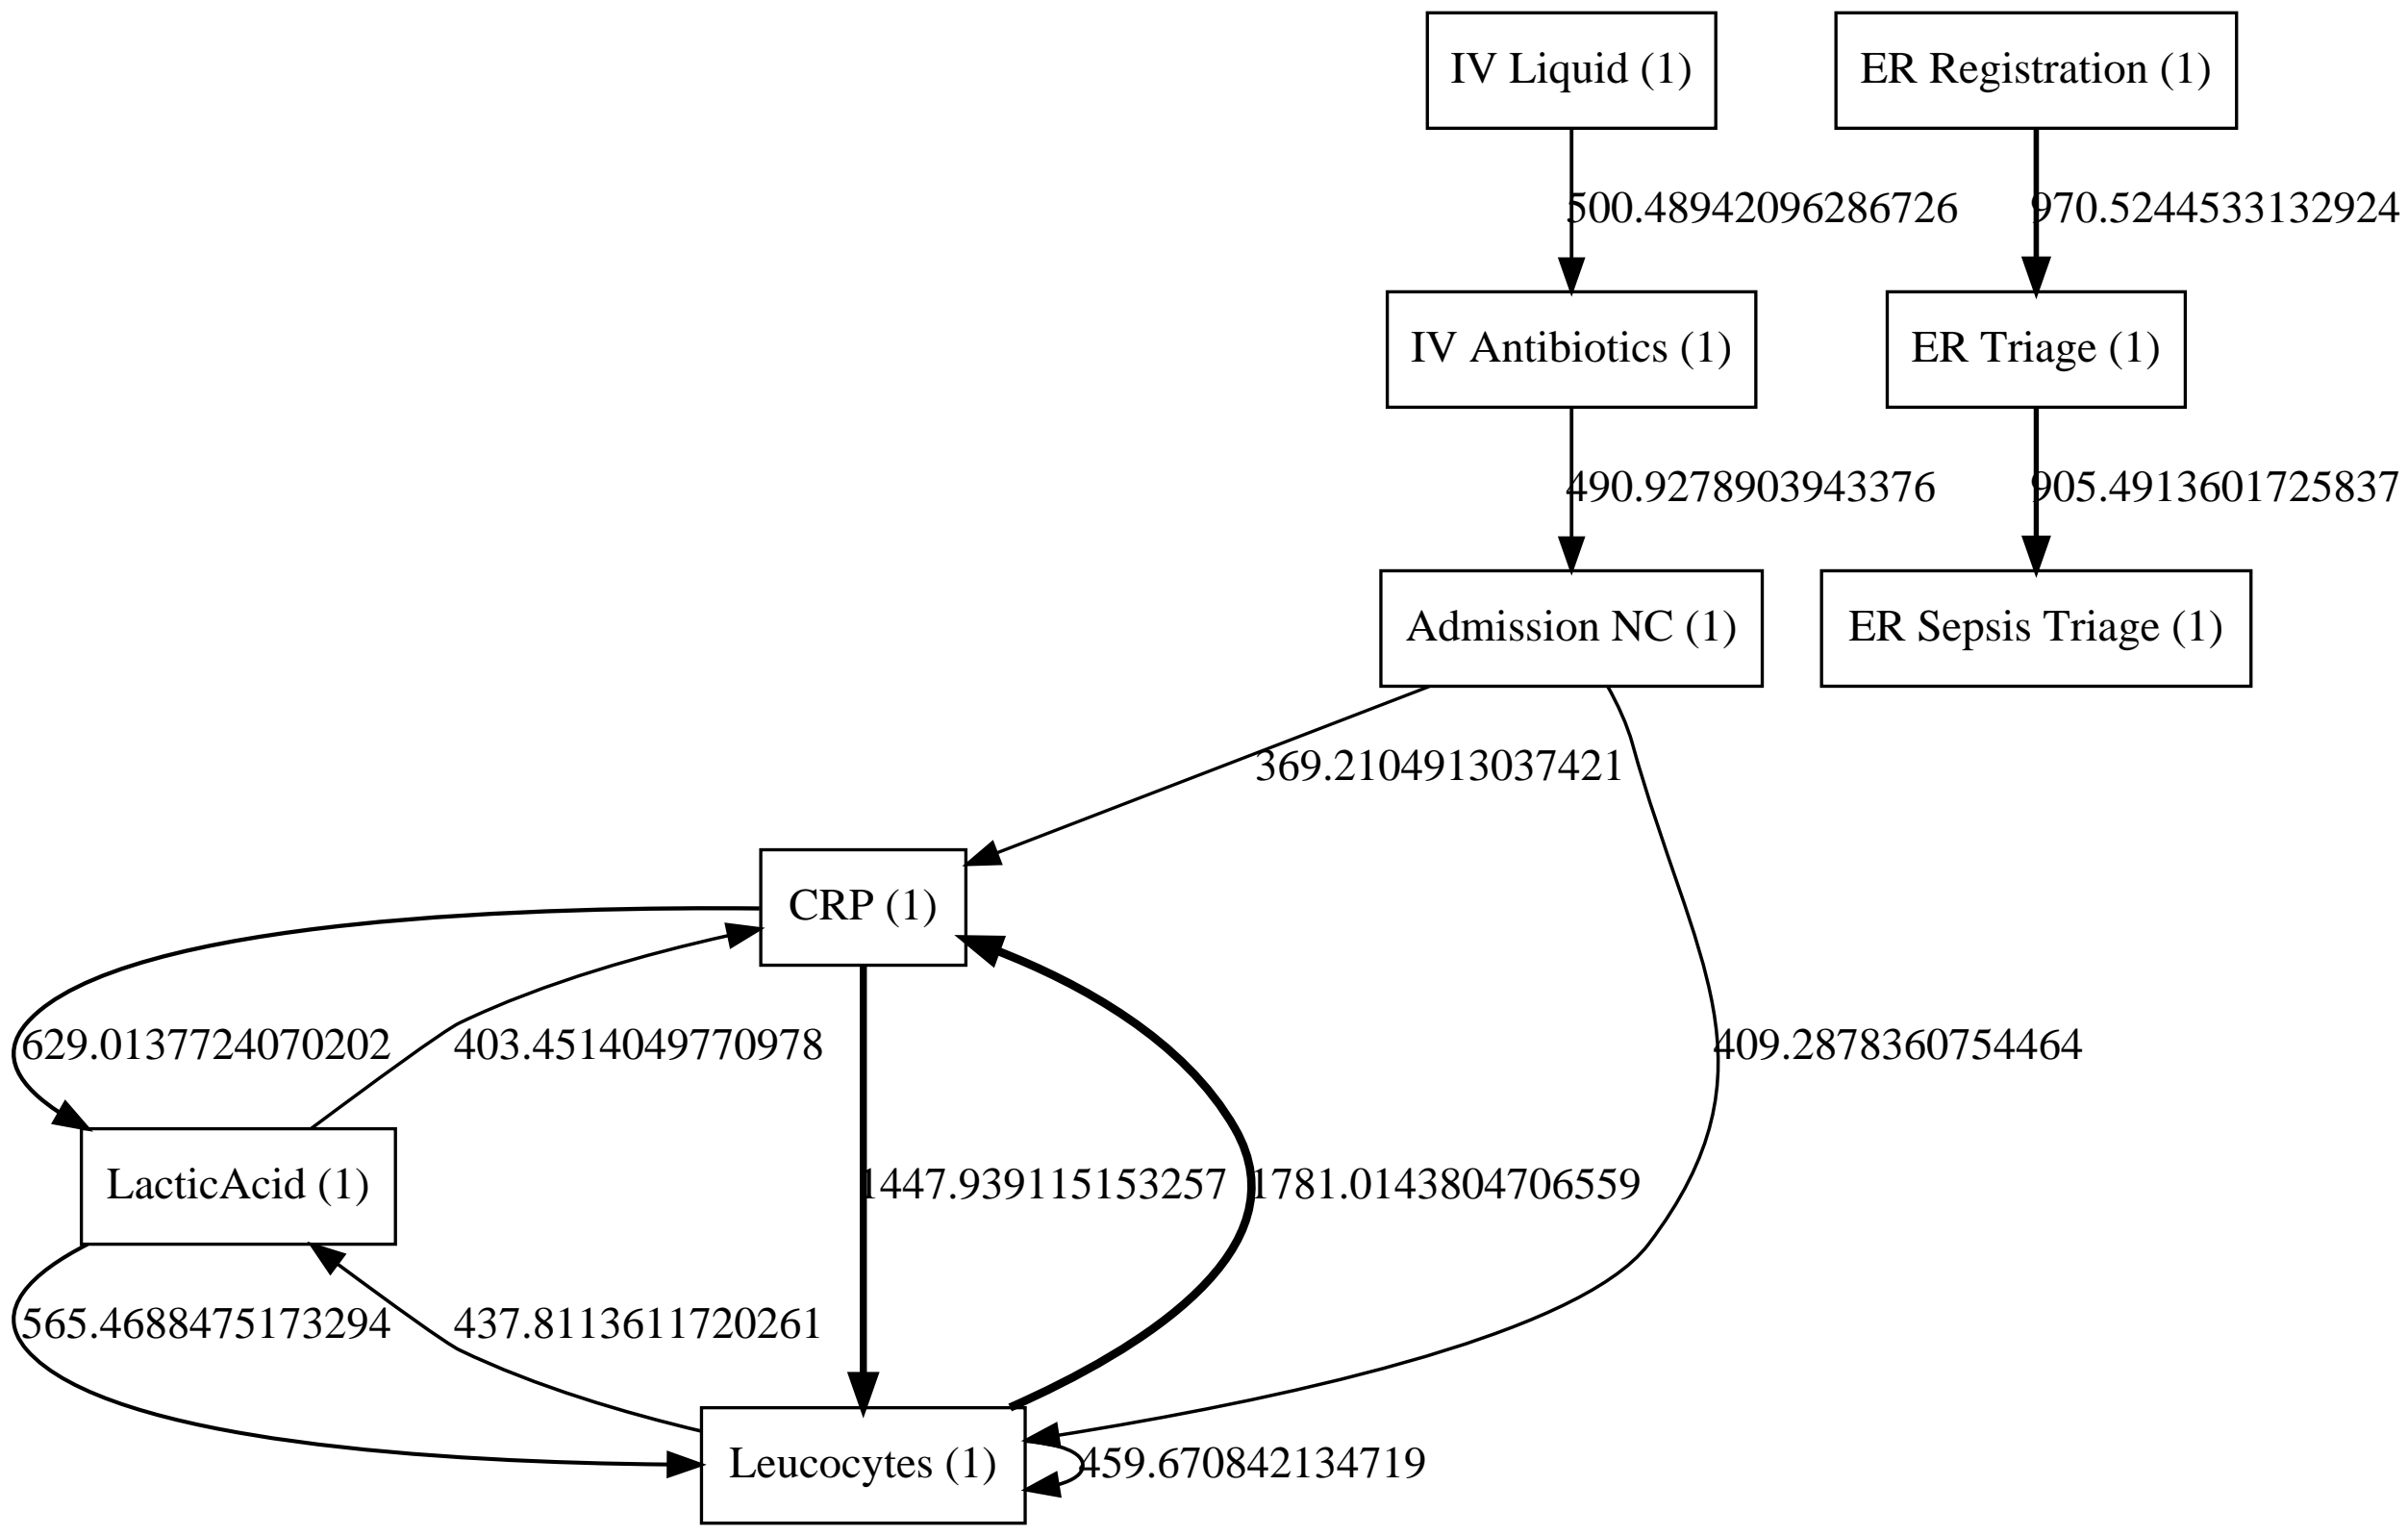 IV Liquid (1)
ER Registration (1)
500.48942096286726
970.5244533132924
IV Antibiotics (1)
ER Triage (1)
490.9278903943376
905.4913601725837
Admission NC (1)
ER Sepsis Triage (1)
369.2104913037421
CRP (1)
629.0137724070202
403.4514049770978
409.2878360754464
LacticAcid (1)
1447.939115153257
1781.0143804706559
565.4688475173294
437.8113611720261
Leucocytes (1)
459.670842134719